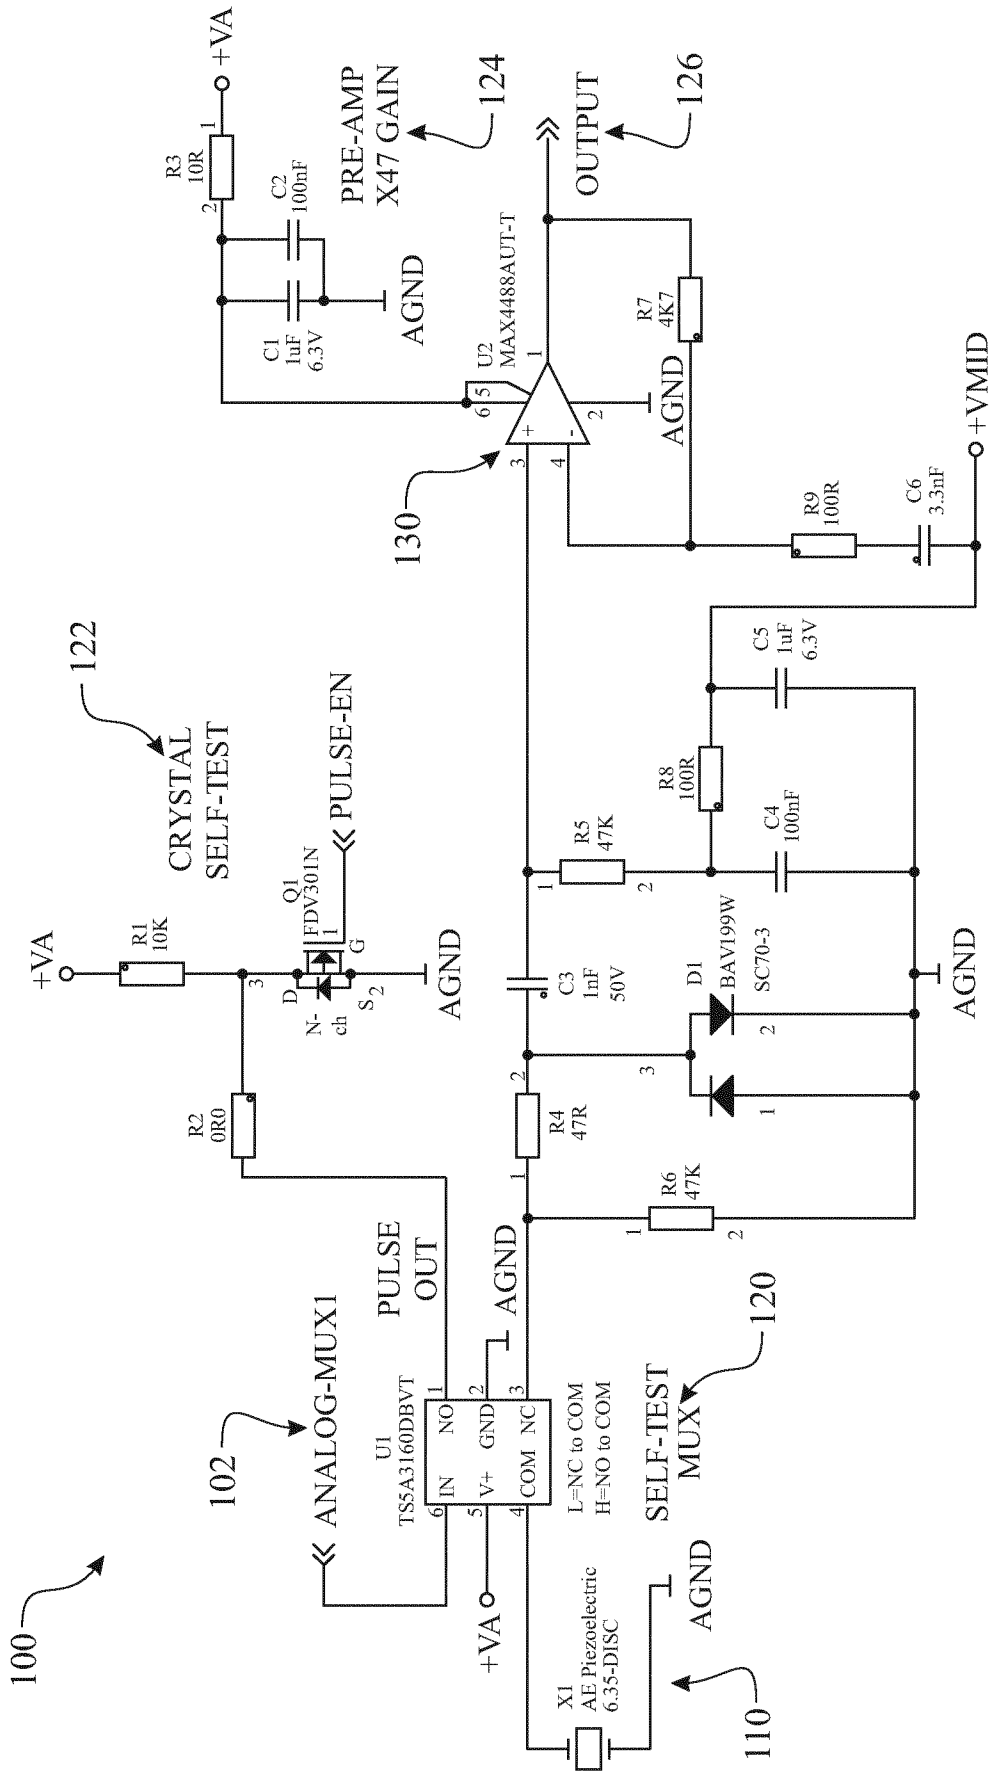 100
102
ANALOG-MUX1
U1
TS5A3160DBVT
6
IN
NO
1
5
V+
GND
2
4
COM
NC
3
+VA
AGND
L=NC to COM
H=NO to COM
SELF-TEST
MUX
120
X1
AE Piezoelectric
6.35-DISC
AGND
110
PULSE
OUT
R2
0R0
+VA
R1
10K
3
D
S
2
N-
ch
Q1
FDV301N
1
G
AGND
PULSE-EN
CRYSTAL
SELF-TEST
122
1
R4
47R
2
1
R6
47K
2
C3
1nF
50V
3
D1
BAV199W
SC70-3
1
2
AGND
1
R5
47K
2
C4
100nF
R8
100R
C5
1uF
6.3V
R9
100R
C6
3.3nF
+VMID
130
3
+
4
-
6
5
2
1
U2
MAX4488AUT-T
AGND
R7
4K7
C1
1uF
6.3V
C2
100nF
AGND
2
R3
10R
1
+VA
PRE-AMP
X47 GAIN
124
OUTPUT
126